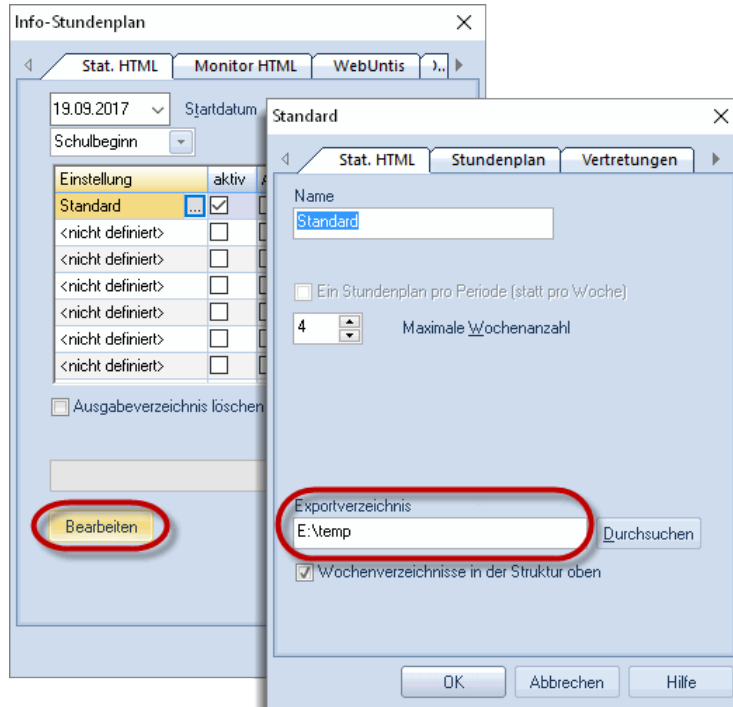 Info-Stundenplan
Stat. HTML
Monitor HTML
WebUntis
19.09.2017
Startdatum
Schulbeginn
Einstellung
aktiv
Standard
...
<nicht definiert>
<nicht definiert>
<nicht definiert>
<nicht definiert>
<nicht definiert>
<nicht definiert>
Ausgabeverzeichnis löschen
Bearbeiten
Standard
Stat. HTML
Stundenplan
Vertretungen
Name
Standard
Ein Stundenplan pro Periode (statt pro Woche)
4
Maximale Wochenanzahl
Exportverzeichnis
E:\temp
Durchsuchen
Wochenverzeichnisse in der Struktur oben
OK
Abbrechen
Hilfe